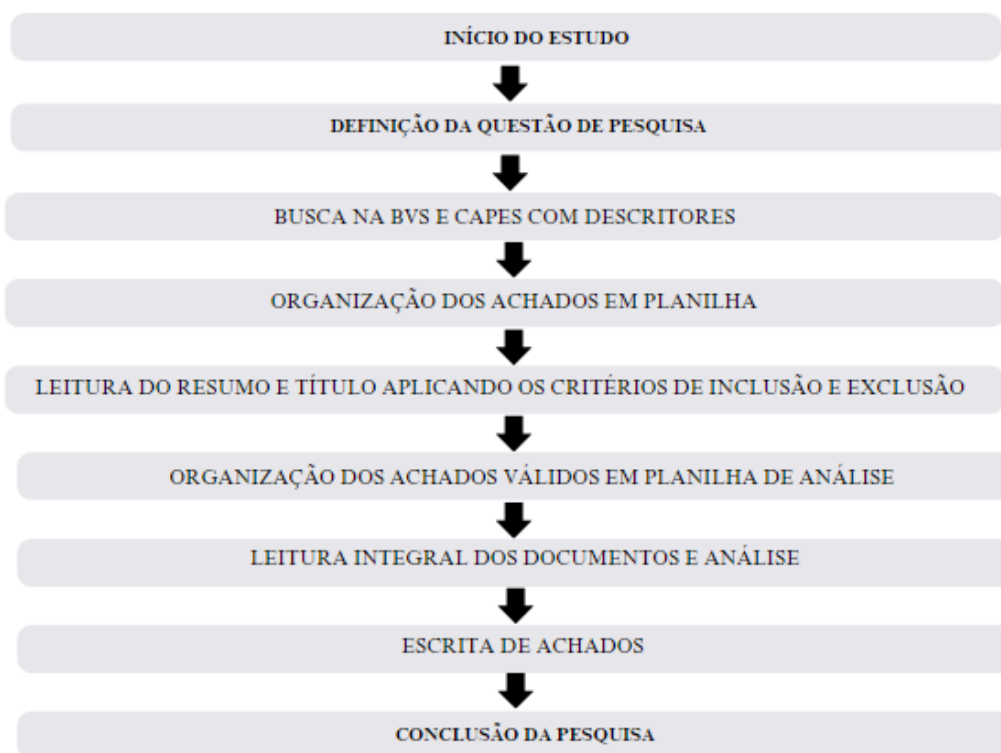 INÍCIO DO ESTUDO
DEFINIÇÃO DA QUESTÃO DE PESQUISA
BUSCA NA BVS E CAPES COM DESCRITORES
ORGANIZAÇÃO DOS ACHADOS EM PLANILHA
LEITURA DO RESUMO E TÍTULO APLICANDO OS CRITÉRIOS DE INCLUSÃO E EXCLUSÃO
ORGANIZAÇÃO DOS ACHADOS VÁLIDOS EM PLANILHA DE ANÁLISE
LEITURA INTEGRAL DOS DOCUMENTOS E ANÁLISE
ESCRITA DE ACHADOS
CONCLUSÃO DA PESQUISA